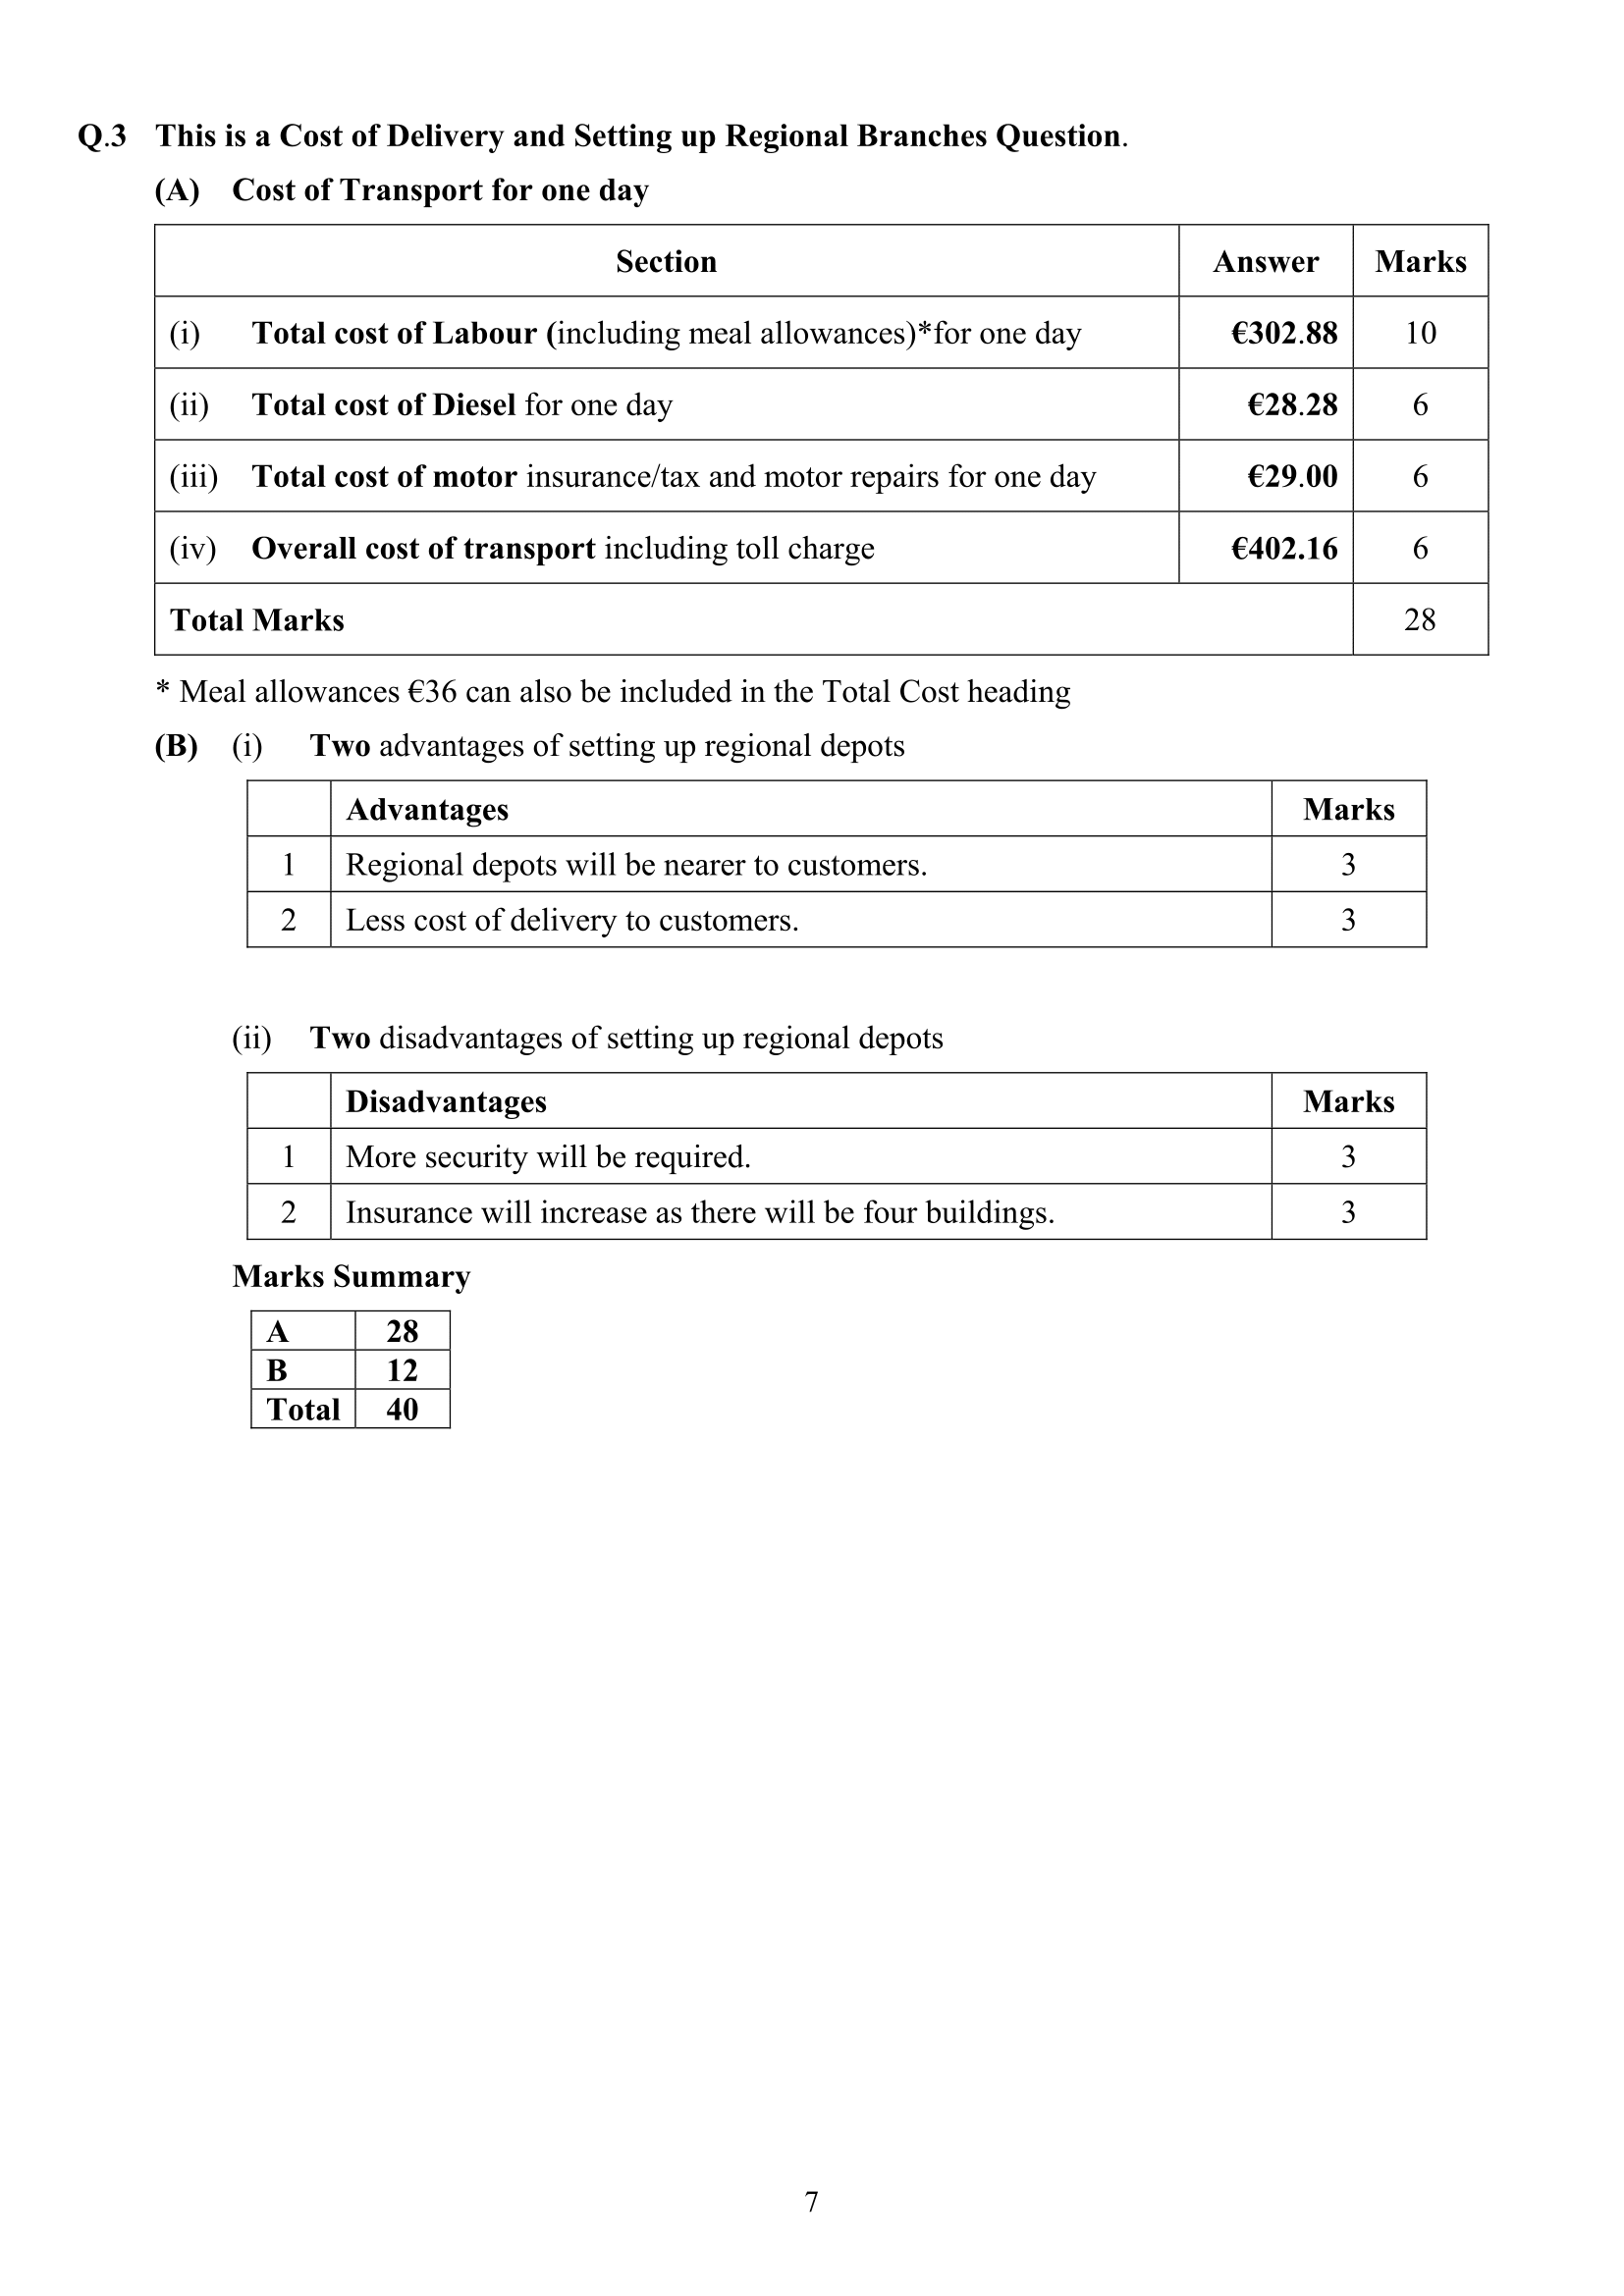 Q.3 This is a Cost of Delivery and Setting up Regional Branches Question.
(A) Cost of Transport for one day
Section Answer Marks
(i) Total cost of Labour (including meal allowances)*for one day €302.88 10
(ii) Total cost of Diesel for one day €28.28 6
(iii) Total cost of motor insurance/tax and motor repairs for one day €29.00 6
(iv) Overall cost of transport including toll charge €402.16 6
Total Marks 28
* Meal allowances €36 can also be included in the Total Cost heading
(B) (i) Two advantages of setting up regional depots
Advantages Marks
1 Regional depots will be nearer to customers. 3
2 Less cost of delivery to customers. 3
(ii) Two disadvantages of setting up regional depots
Disadvantages Marks
1 More security will be required. 3
2 Insurance will increase as there will be four buildings. 3
Marks Summary
A 28
B 12
Total 40
7